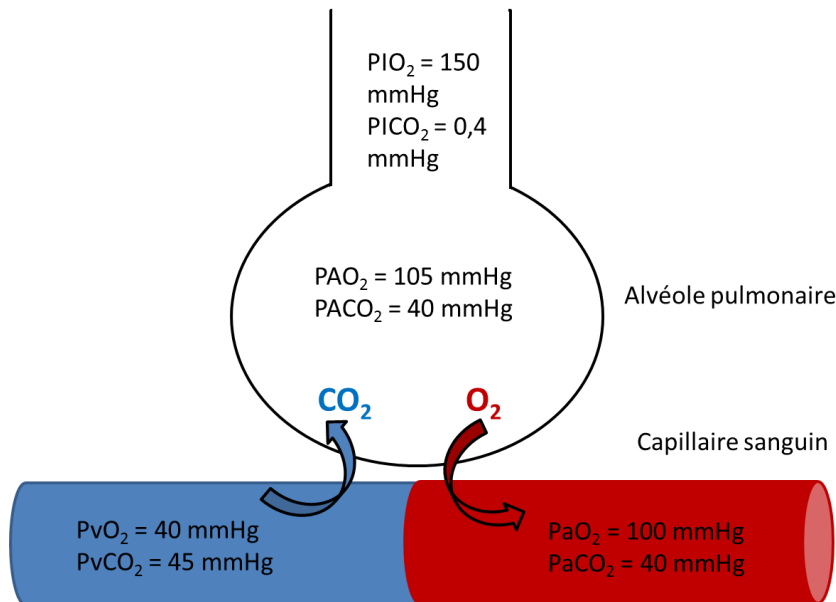 PIO₂ = 150
mmHg
PICO₂ = 0,4
mmHg
PAO₂ = 105 mmHg
PACO₂ = 40 mmHg
Alvéole pulmonaire
CO₂
O₂
Capillaire sanguin
PvO₂ = 40 mmHg
PvCO₂ = 45 mmHg
PaO₂ = 100 mmHg
PaCO₂ = 40 mmHg